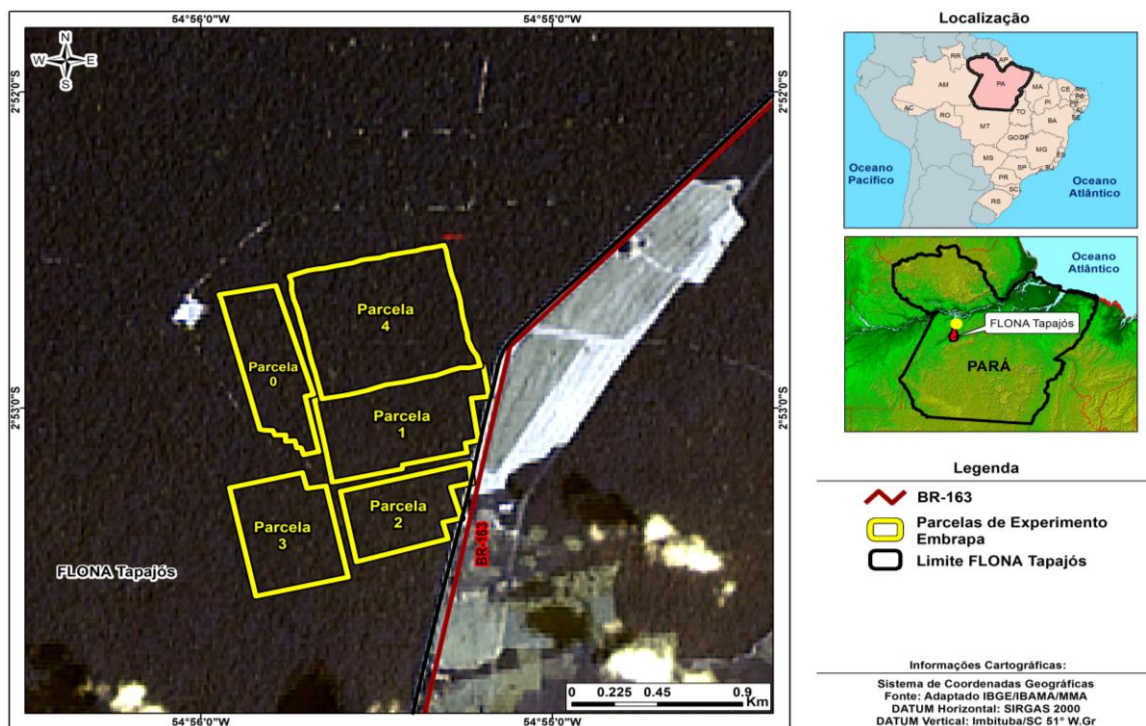 54°56'0"W
54°55'0"W
N
W
E
S
2°52'0"S
2°52'0"S
Parcela
4
Parcela
0
Parcela
1
2°53'0"S
2°53'0"S
Parcela
2
Parcela
3
BR-163
FLONA Tapajós
0 0.225 0.45 0.9
Km
54°56'0"W
54°55'0"W
Localização
RR
AP
AM
PA
MA
CE
RN
PB
PI
AC
TO
RO
BA
MT
GO
DF
MG
ES
MS
SP
RJ
PR
SC
RS
Oceano
Pacífico
Oceano
Atlântico
Oceano
Atlântico
FLONA Tapajós
PARÁ
Legenda
BR-163
Parcelas de Experimento
Embrapa
Limite FLONA Tapajós
Informações Cartográficas:
Sistema de Coordenadas Geográficas
Fonte: Adaptado IBGE/IBAMA/MMA
DATUM Horizontal: SIRGAS 2000
DATUM Vertical: Imbituba/SC 51° W.Gr